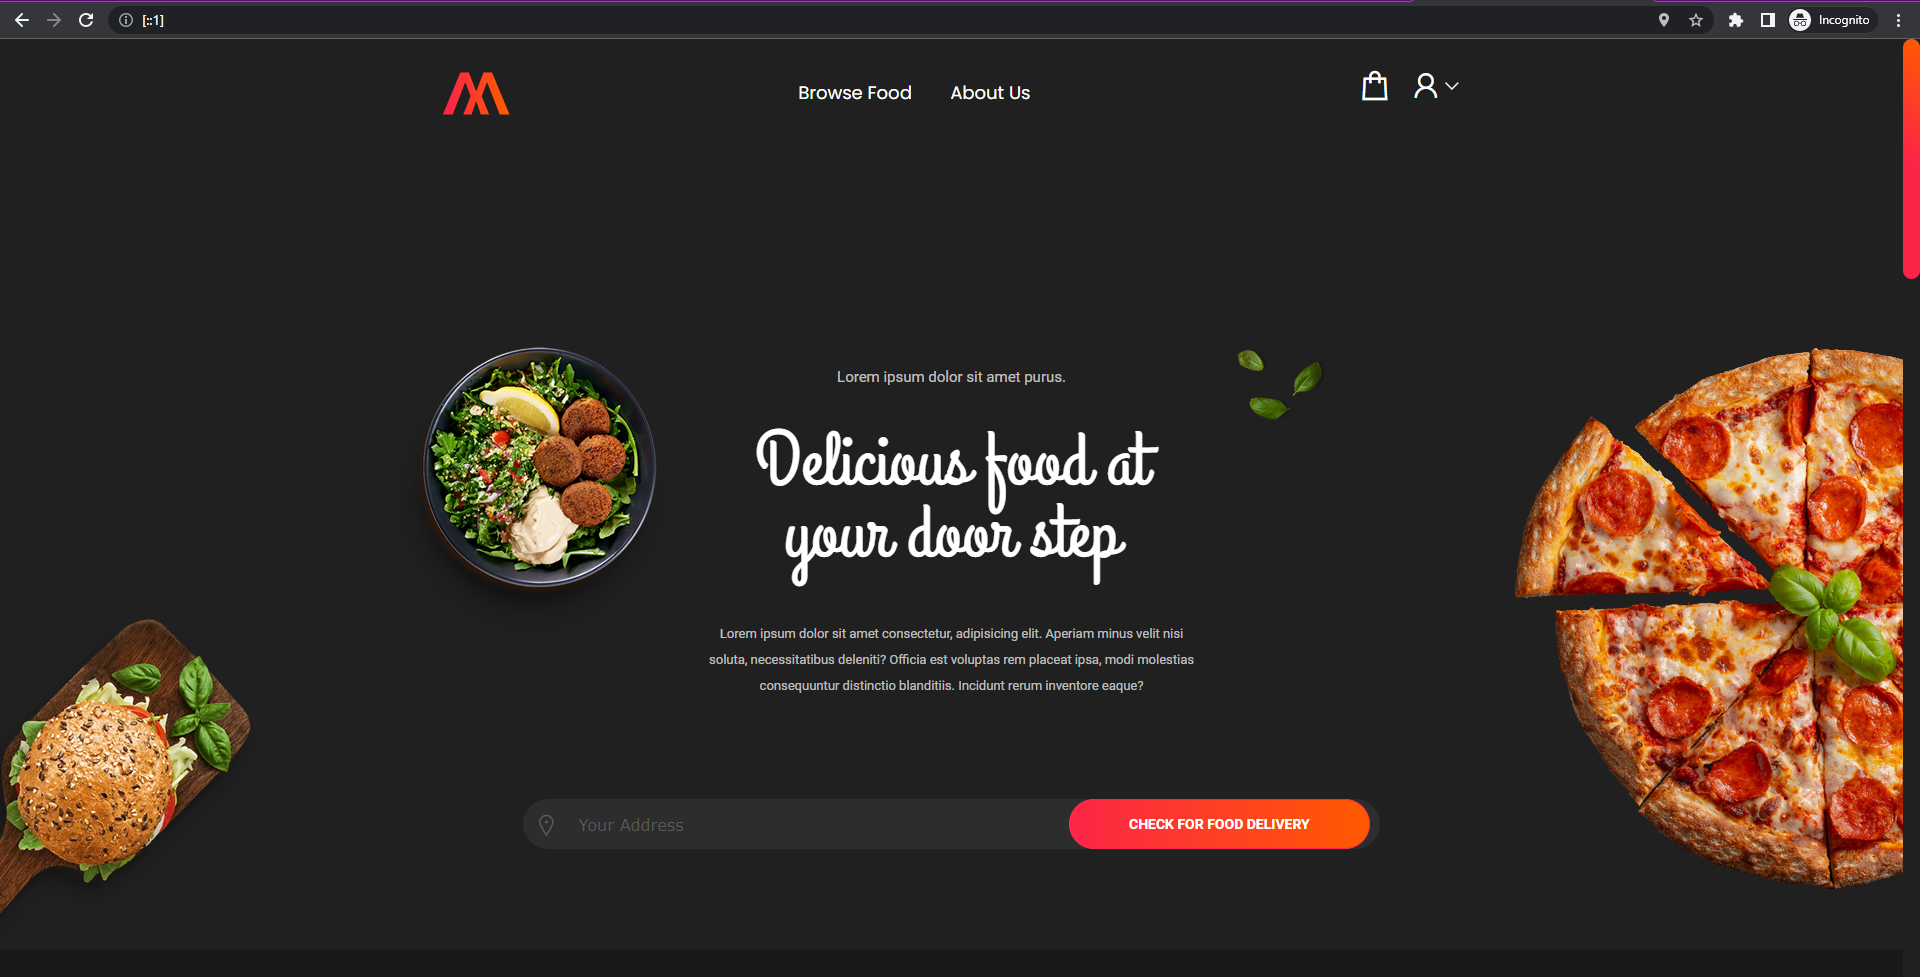 [::1]
Incognito
Browse Food
About Us
Lorem ipsum dolor sit amet purus.
Delicious food at
your door step
Lorem ipsum dolor sit amet consectetur, adipisicing elit. Aperiam minus velit nisi
soluta, necessitatibus deleniti? Officia est voluptas rem placeat ipsa, modi molestias
consequuntur distinctio blanditiis. Incidunt rerum inventore eaque?
Your Address
CHECK FOR FOOD DELIVERY